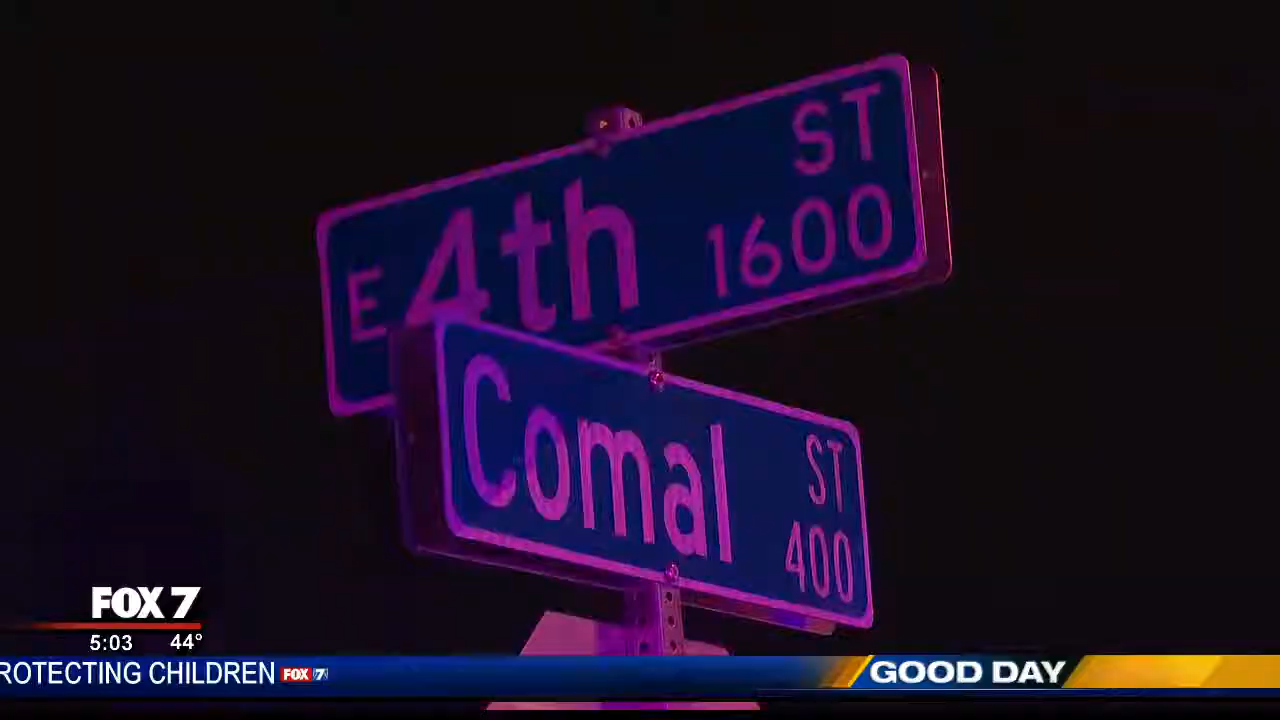 ST
E 4th 1600
Comal ST
400
FOX 7
5:03 44°
ROTECTING CHILDREN FOX 7
GOOD DAY